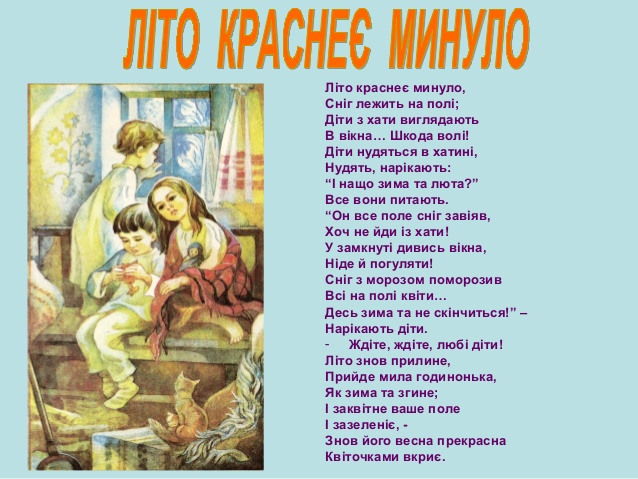 ЛІТО КРАСНЕЄ МИНУЛО
Літо краснеє минуло,
Сніг лежить на полі;
Діти з хати виглядають
В вікна… Шкода волі!
Діти нудяться в хатині,
Нудять, нарікають:
“І нащо зима та люта?”
Все вони питають.
“Он все поле сніг завіяв,
Хоч не йди із хати!
У замкнуті дивись вікна,
Ніде й погуляти!
Сніг з морозом поморозив
Всі на полі квіти…
Десь зима та не скінчиться!” –
Нарікають діти.
- Ждіте, ждіте, любі діти!
Літо знов прилине,
Прийде мила годинонька,
Як зима та згине;
І заквітне ваше поле
І зазеленіє, -
Знов його весна прекрасна
Квіточками вкриє.